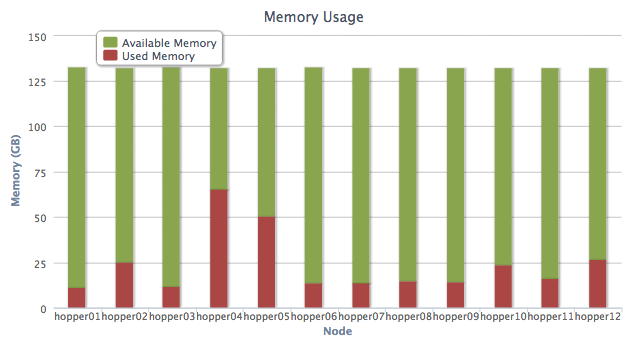 Memory Usage
Available Memory
Used Memory
150
125
100
75
50
25
0
Memory (GB)
hopper01 hopper02 hopper03 hopper04 hopper05 hopper06 hopper07 hopper08 hopper09 hopper10 hopper11 hopper12
Node